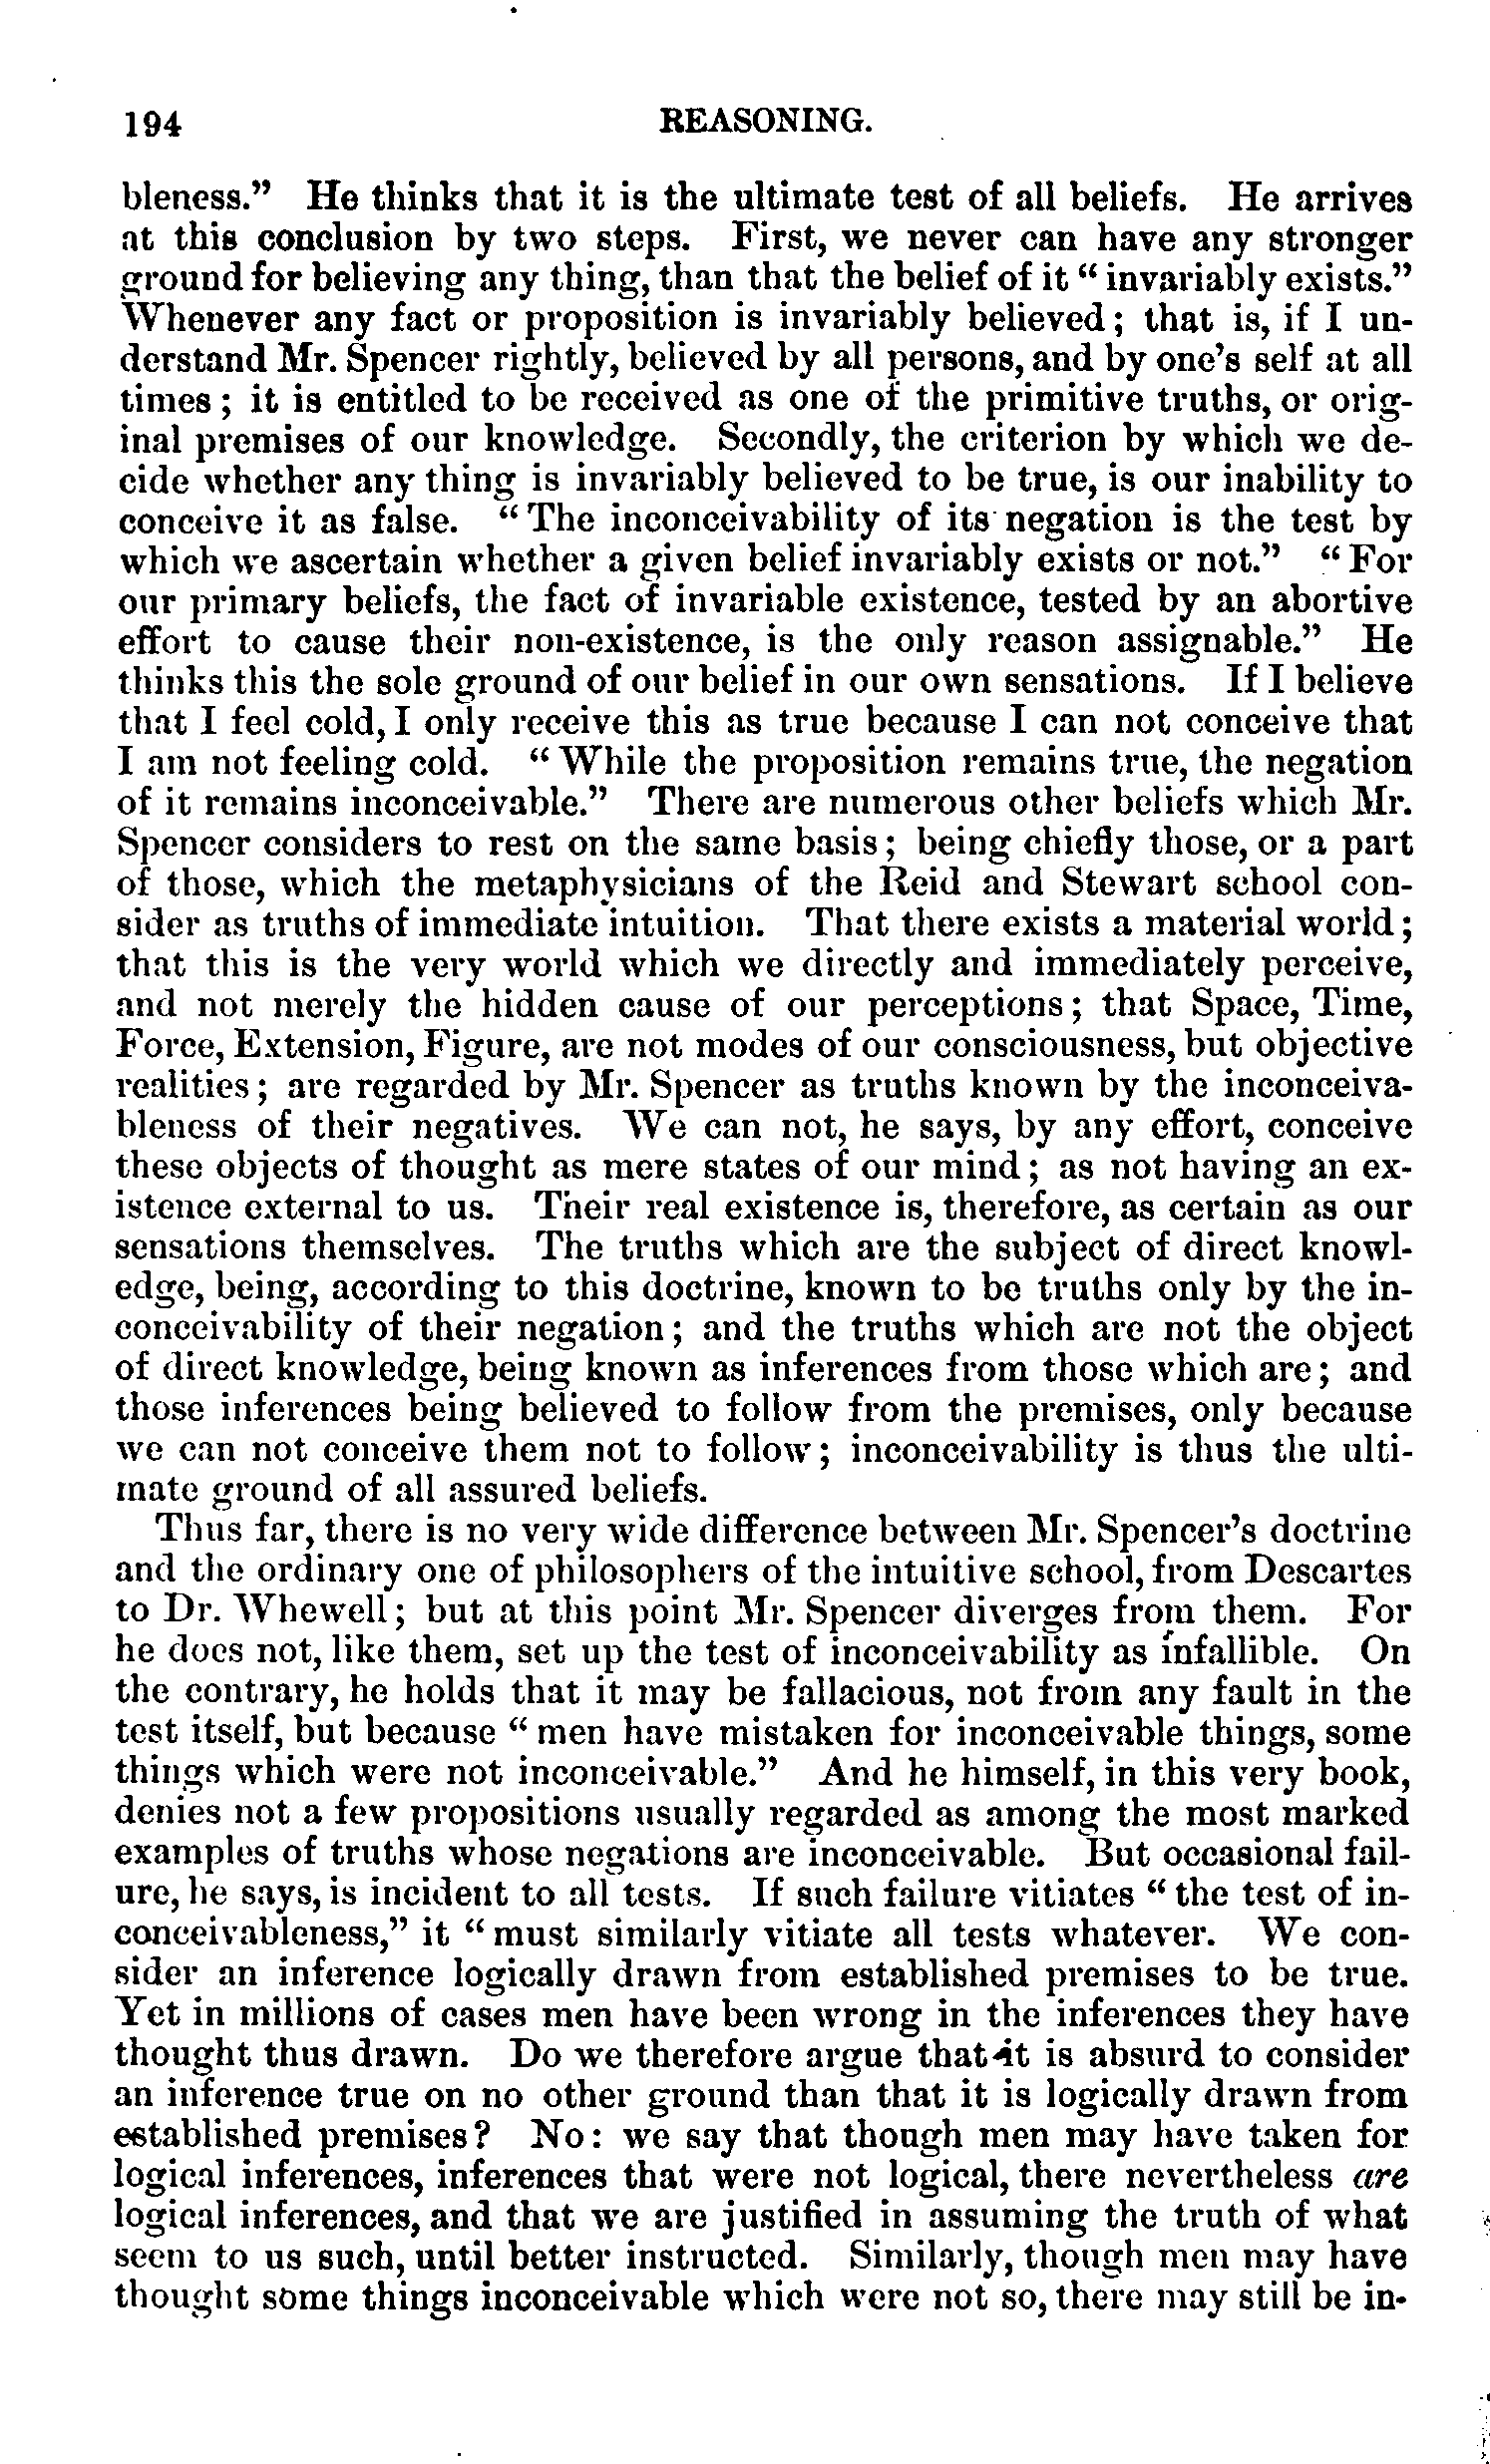 194 REASONING.
bleness.” He thinks that it is the ultimate test of all beliefs. He arrives
at this conclusion by two steps. First, we never can have any stronger
ground for believing any thing, than that the belief of it “ invariably exists.”
Whenever any fact or proposition is invariably believed; that is, if I un-
derstand Mr. Spencer rightly, believed by all persons, and by one’s self at all
times; it is entitled to be received as one of the primitive truths, or orig-
inal premises of our knowledge. Secondly, the criterion by which we de-
cide whether any thing is invariably believed to be true, is our inability to
conceive it as false. “ The inconceivability of its negation is the test by
which we ascertain whether a given belief invariably exists or not.” “ For
our primary beliefs, the fact of invariable existence, tested by an abortive
effort to cause their non-existence, is the only reason assignable.” He
thinks this the sole ground of our belief in our own sensations. If I believe
that I feel cold, I only receive this as true because I can not conceive that
I am not feeling cold. “ While the proposition remains true, the negation
of it remains inconceivable.” There are numerous other beliefs which Mr.
Spencer considers to rest on the same basis; being chiefly those, or a part
of those, which the metaphysicians of the Reid and Stewart school con-
sider as truths of immediate intuition. That there exists a material world;
that this is the very world which we directly and immediately perceive,
and not merely the hidden cause of our perceptions; that Space, Time,
Force, Extension, Figure, are not modes of our consciousness, but objective
realities; are regarded by Mr. Spencer as truths known by the inconceiva-
bleness of their negatives. We can not, he says, by any effort, conceive
these objects of thought as mere states of our mind; as not having an ex-
istence external to us. Their real existence is, therefore, as certain as our
sensations themselves. The truths which are the subject of direct knowl-
edge, being, according to this doctrine, known to be truths only by the in-
conceivability of their negation; and the truths which are not the object
of direct knowledge, being known as inferences from those which are; and
those inferences being believed to follow from the premises, only because
we can not conceive them not to follow; inconceivability is thus the ulti-
mate ground of all assured beliefs.
Thus far, there is no very wide difference between Mr. Spencer’s doctrine
and the ordinary one of philosophers of the intuitive school, from Descartes
to Dr. Whewell; but at this point Mr. Spencer diverges from them. For
he does not, like them, set up the test of inconceivability as infallible. On
the contrary, he holds that it may be fallacious, not from any fault in the
test itself, but because “ men have mistaken for inconceivable things, some
things which were not inconceivable.” And he himself, in this very book,
denies not a few propositions usually regarded as among the most marked
examples of truths whose negations are inconceivable. But occasional fail-
ure, he says, is incident to all tests. If such failure vitiates “ the test of in-
conceivableness,” it “ must similarly vitiate all tests whatever. We con-
sider an inference logically drawn from established premises to be true.
Yet in millions of cases men have been wrong in the inferences they have
thought thus drawn. Do we therefore argue that it is absurd to consider
an inference true on no other ground than that it is logically drawn from
established premises? No: we say that though men may have taken for
logical inferences, inferences that were not logical, there nevertheless are
logical inferences, and that we are justified in assuming the truth of what
seem to us such, until better instructed. Similarly, though men may have
thought some things inconceivable which were not so, there may still be in-